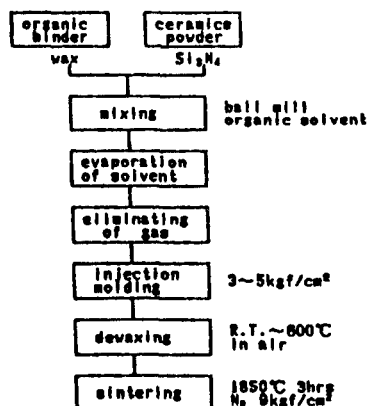 organic
binder
ceramics
powder
wax
Si₃N₄
mixing
ball mill
organic solvent
evaporation
of solvent
eliminating
of gas
injection
molding
3~5kgf/cm²
dewaxing
R.T.~600℃
in air
sintering
1850℃ 3hrs
N₂ 9kgf/cm²